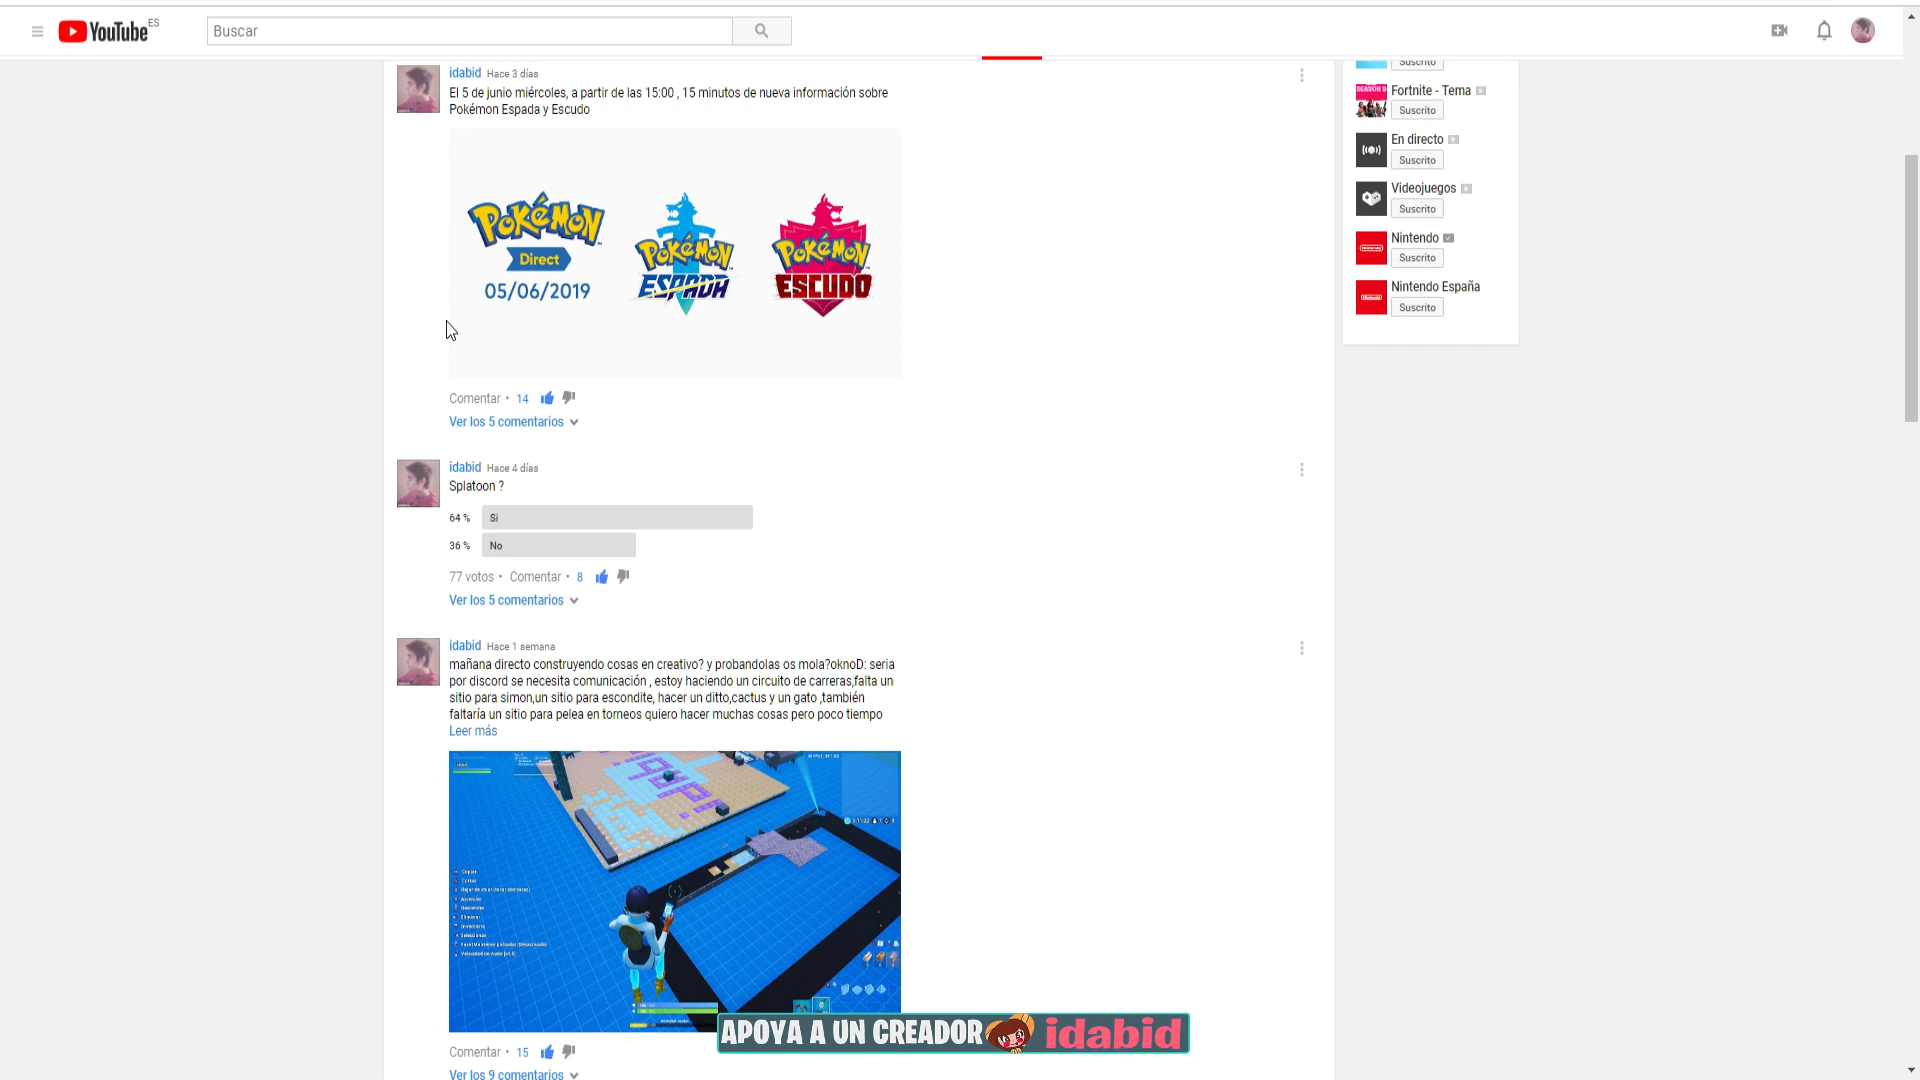 YouTube ES
Buscar
idabid Hace 3 días
El 5 de junio miércoles, a partir de las 15:00 , 15 minutos de nueva información sobre
Pokémon Espada y Escudo
POKéMON
Direct
05/06/2019
POKéMON
ESPADA
POKéMON
ESCUDO
Comentar • 14
Ver los 5 comentarios
idabid Hace 4 días
Splatoon ?
64 % Si
36 % No
77 votos • Comentar • 8
Ver los 5 comentarios
idabid Hace 1 semana
mañana directo construyendo cosas en creativo? y probandolas os mola?oknoD: seria
por discord se necesita comunicación , estoy haciendo un circuito de carreras,falta un
sitio para simon,un sitio para escondite, hacer un ditto,cactus y un gato ,también
faltaría un sitio para pelea en torneos quiero hacer muchas cosas pero poco tiempo
Leer más
Copiar
Cortar
Eliminar
Inventario
APOYA A UN CREADOR idabid
Comentar • 15
Ver los 9 comentarios
Suscrito
Fortnite - Tema
Suscrito
En directo
Suscrito
Videojuegos
Suscrito
Nintendo
Suscrito
Nintendo España
Suscrito